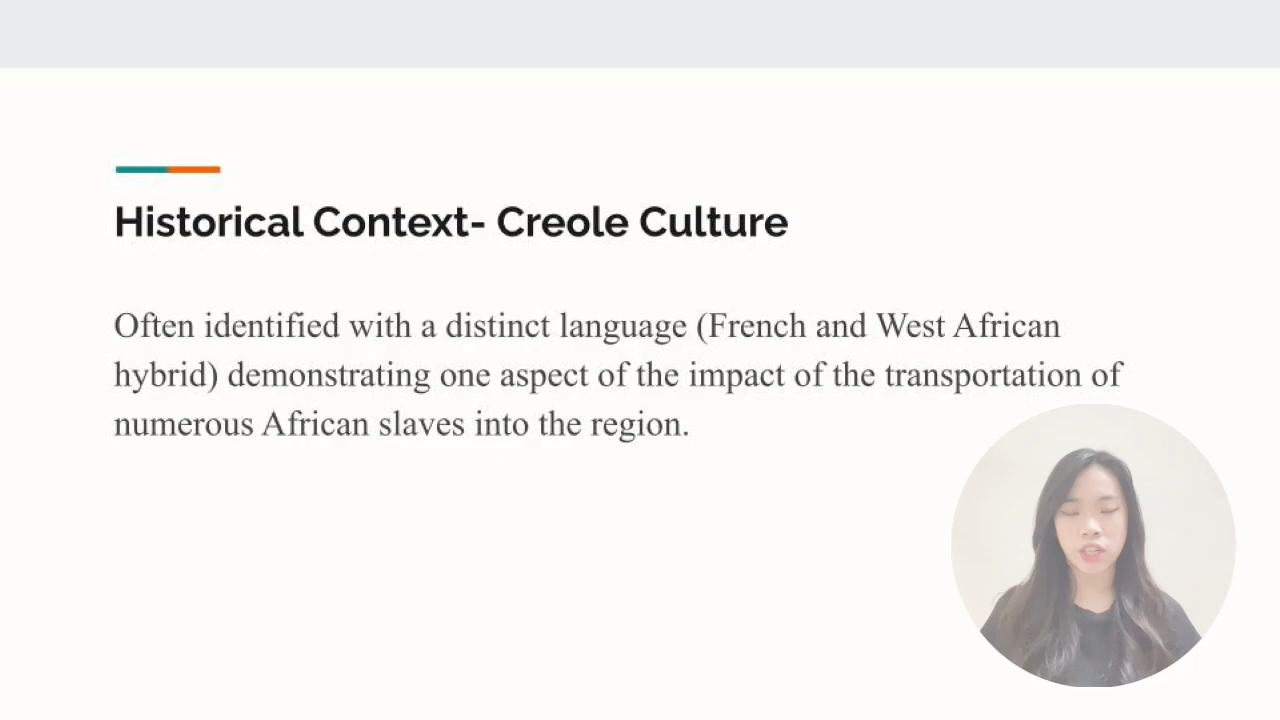 Historical Context- Creole Culture
Often identified with a distinct language (French and West African
hybrid) demonstrating one aspect of the impact of the transportation of
numerous African slaves into the region.